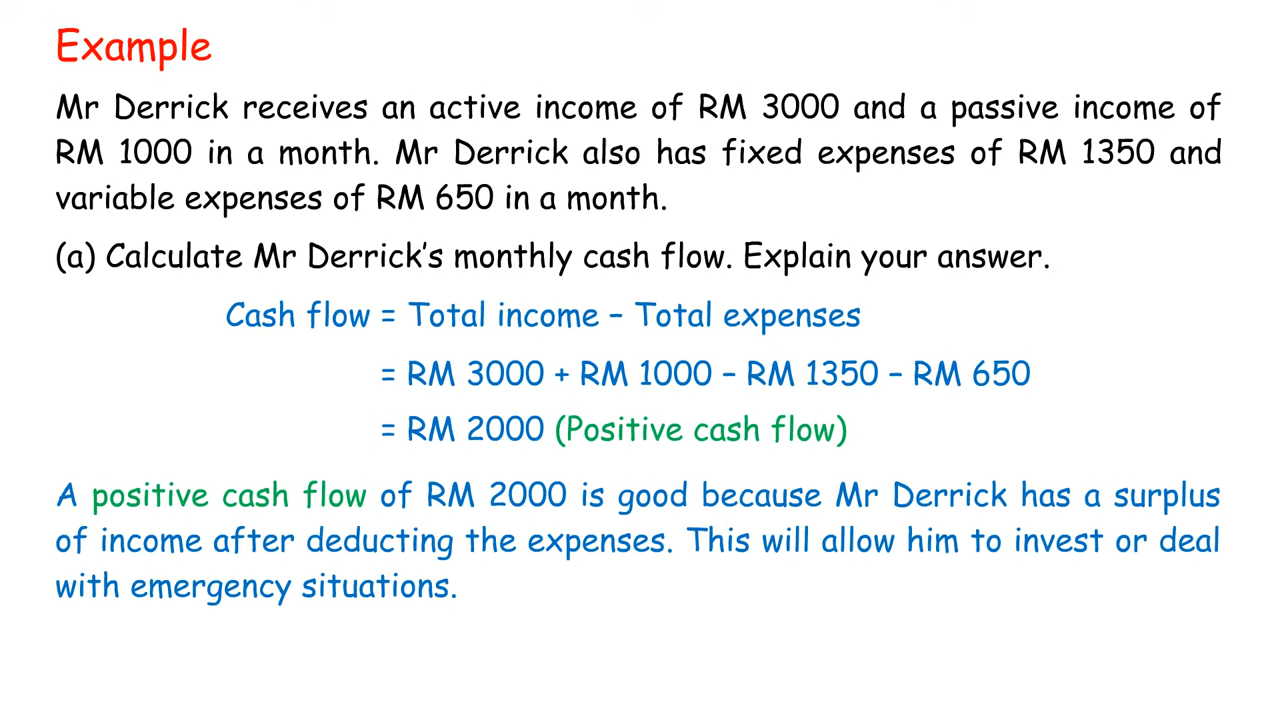 Example
Mr Derrick receives an active income of RM 3000 and a passive income of
RM 1000 in a month. Mr Derrick also has fixed expenses of RM 1350 and
variable expenses of RM 650 in a month.
(a) Calculate Mr Derrick’s monthly cash flow. Explain your answer.
Cash flow = Total income – Total expenses
= RM 3000 + RM 1000 – RM 1350 – RM 650
= RM 2000 (Positive cash flow)
A positive cash flow of RM 2000 is good because Mr Derrick has a surplus
of income after deducting the expenses. This will allow him to invest or deal
with emergency situations.